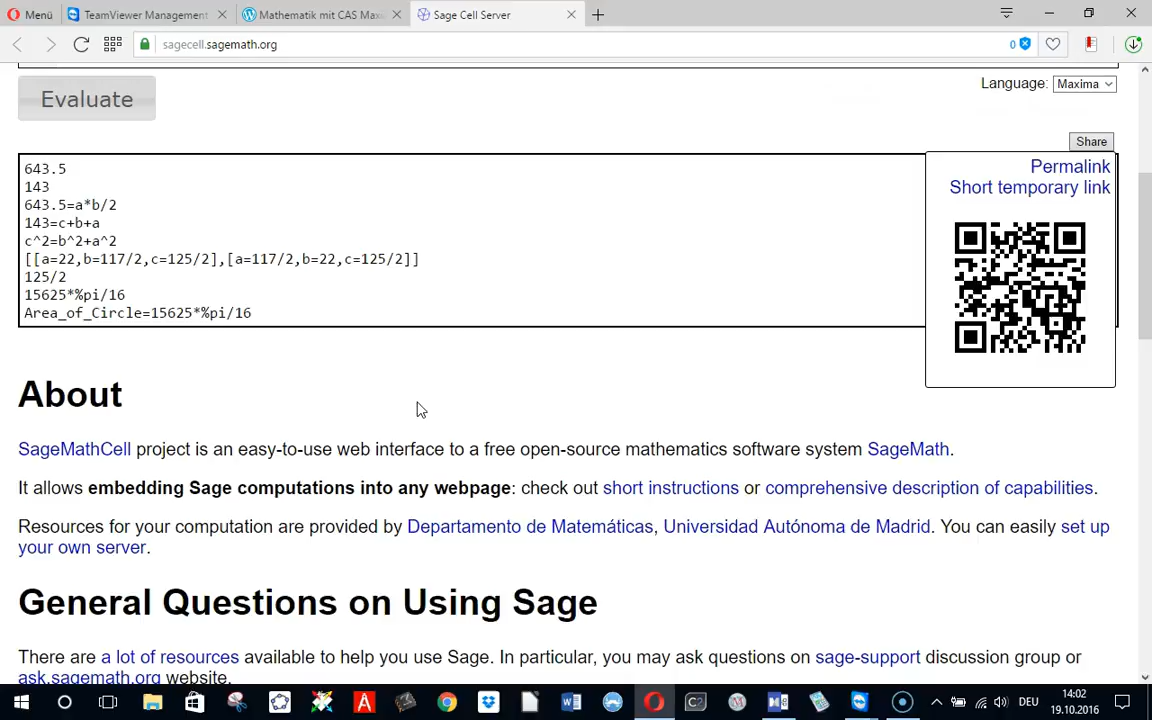 Menü
TeamViewer Management
Mathematik mit CAS Max
Sage Cell Server
sagecell.sagemath.org
0
Evaluate
Language: Maxima
Share
Permalink
Short temporary link
643.5
143
643.5=a*b/2
143=c+b+a
c^2=b^2+a^2
[[a=22,b=117/2,c=125/2],[a=117/2,b=22,c=125/2]]
125/2
15625*%pi/16
Area_of_Circle=15625*%pi/16
About
SageMathCell project is an easy-to-use web interface to a free open-source mathematics software system SageMath.
It allows embedding Sage computations into any webpage: check out short instructions or comprehensive description of capabilities.
Resources for your computation are provided by Departamento de Matemáticas, Universidad Autónoma de Madrid. You can easily set up
your own server.
General Questions on Using Sage
There are a lot of resources available to help you use Sage. In particular, you may ask questions on sage-support discussion group or
ask.sagemath.org website.
DEU
14:02
19.10.2016